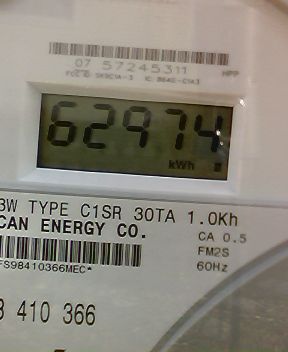 07 57245311
HPP
62974
kWh
3W TYPE C1SR 30TA 1.0Kh
CAN ENERGY CO.
CA 0.5
FM2S
60Hz
FS98410366MEC*
3 410 366